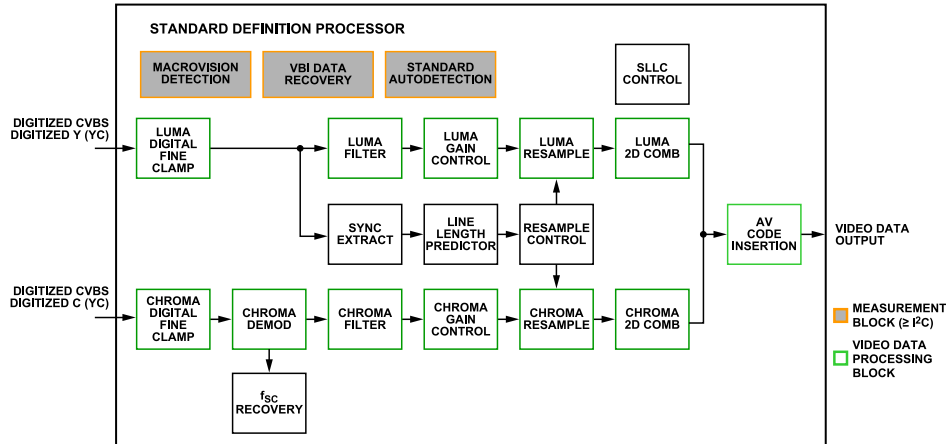 STANDARD DEFINITION PROCESSOR
MACROVISION
DETECTION
VBI DATA
RECOVERY
STANDARD
AUTODETECTION
SLLC
CONTROL
DIGITIZED CVBS
DIGITIZED Y (YC)
LUMA
DIGITAL
FINE
CLAMP
LUMA
FILTER
LUMA
GAIN
CONTROL
LUMA
RESAMPLE
LUMA
2D COMB
SYNC
EXTRACT
LINE
LENGTH
PREDICTOR
RESAMPLE
CONTROL
AV
CODE
INSERTION
VIDEO DATA
OUTPUT
DIGITIZED CVBS
DIGITIZED C (YC)
CHROMA
DIGITAL
FINE
CLAMP
CHROMA
DEMOD
CHROMA
FILTER
CHROMA
GAIN
CONTROL
CHROMA
RESAMPLE
CHROMA
2D COMB
fSC
RECOVERY
MEASUREMENT
BLOCK (≥ I²C)
VIDEO DATA
PROCESSING
BLOCK